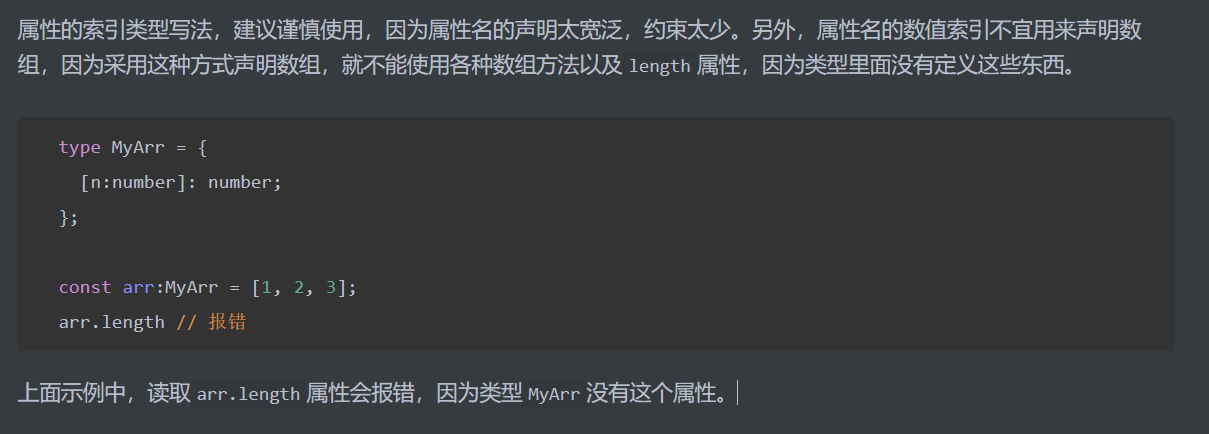 属性的索引类型写法，建议谨慎使用，因为属性名的声明太宽泛，约束太少。另外，属性名的数值索引不宜用来声明数
组，因为采用这种方式声明数组，就不能使用各种数组方法以及 length 属性，因为类型里面没有定义这些东西。
type MyArr = {
  [n:number]: number;
};
const arr:MyArr = [1, 2, 3];
arr.length // 报错
上面示例中，读取 arr.length 属性会报错，因为类型 MyArr 没有这个属性。